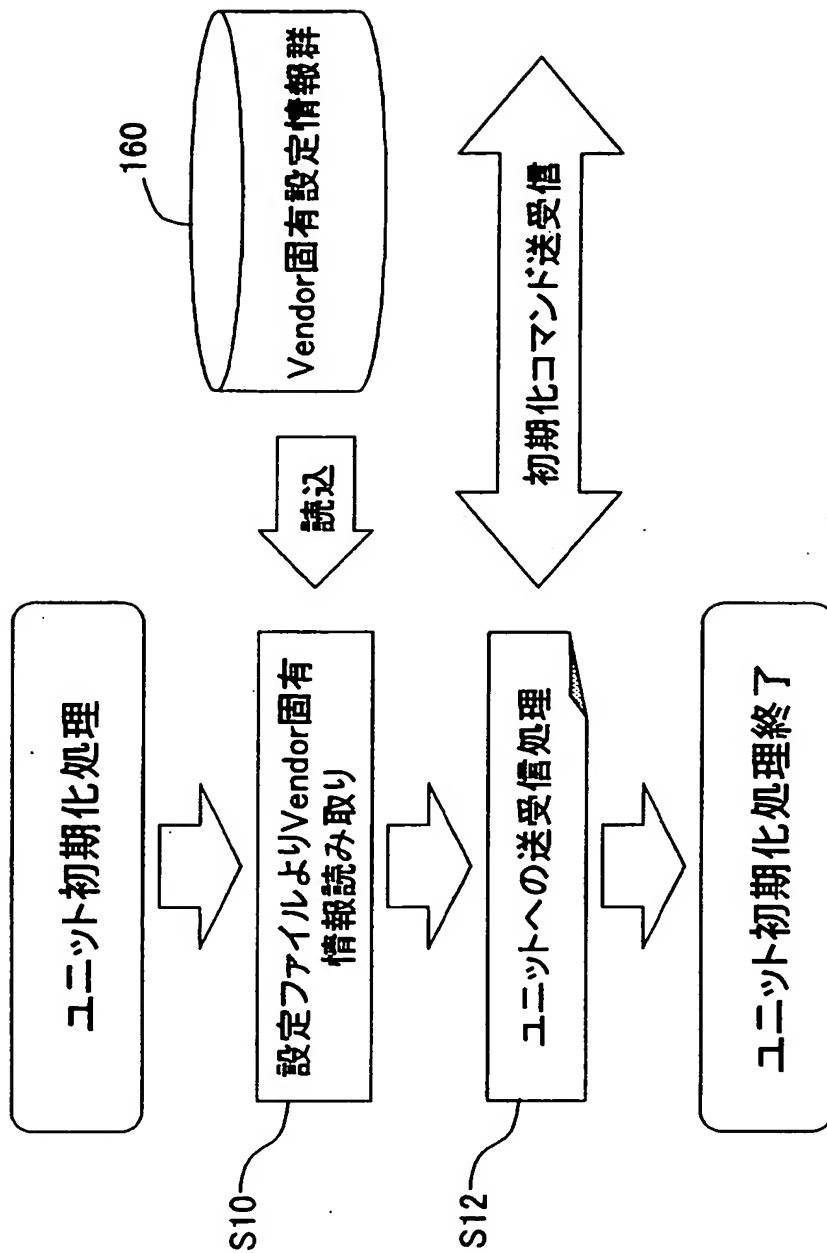 ユニット初期化処理
S10
設定ファイルよりVendor固有
情報読み取り
読込
160
Vendor固有設定情報群
S12
ユニットへの送受信処理
初期化コマンド送受信
ユニット初期化処理終了